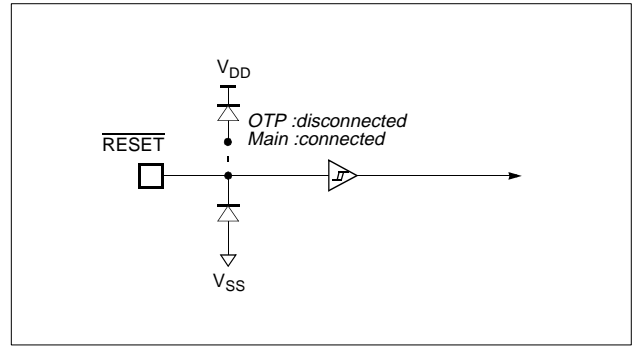 VDD
OTP :disconnected
Main :connected
RESET
VSS